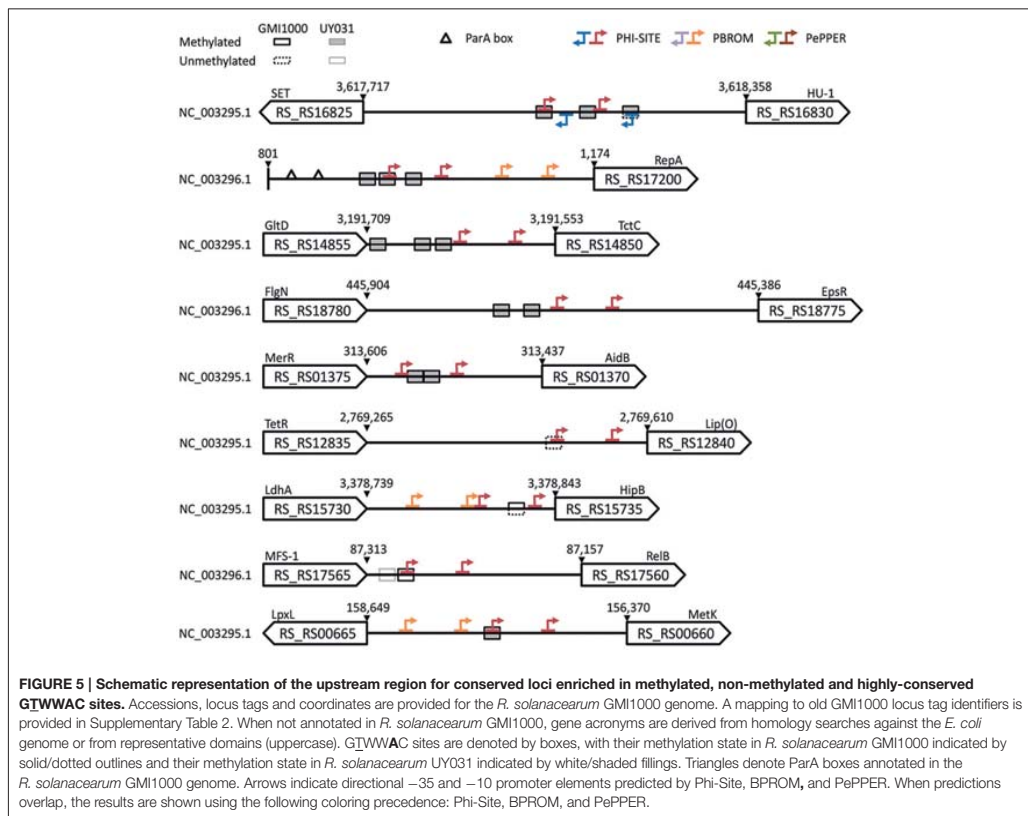 GMI1000 UY031
Methylated
Unmethylated
ParA box
PHI-SITE
PBROM
PePPER
3,617,717 3,618,358
SET HU-1
NC_003295.1 RS_RS16825 RS_RS16830
801 1,174
RepA
NC_003296.1 RS_RS17200
3,191,709 3,191,553
GltD TctC
NC_003295.1 RS_RS14855 RS_RS14850
445,904 445,386
FlgN EpsR
NC_003296.1 RS_RS18780 RS_RS18775
313,606 313,437
MerR AidB
NC_003295.1 RS_RS01375 RS_RS01370
2,769,265 2,769,610
TetR Lip(O)
NC_003295.1 RS_RS12835 RS_RS12840
3,378,739 3,378,843
LdhA HipB
NC_003295.1 RS_RS15730 RS_RS15735
87,313 87,157
MFS-1 RelB
NC_003296.1 RS_RS17565 RS_RS17560
158,649 156,370
LpxL MetK
NC_003295.1 RS_RS00665 RS_RS00660
FIGURE 5 | Schematic representation of the upstream region for conserved loci enriched in methylated, non-methylated and highly-conserved
GTWWAC sites. Accessions, locus tags and coordinates are provided for the R. solanacearum GMI1000 genome. A mapping to old GMI1000 locus tag identifiers is
provided in Supplementary Table 2. When not annotated in R. solanacearum GMI1000, gene acronyms are derived from homology searches against the E. coli
genome or from representative domains (uppercase). GTWWAC sites are denoted by boxes, with their methylation state in R. solanacearum GMI1000 indicated by
solid/dotted outlines and their methylation state in R. solanacearum UY031 indicated by white/shaded fillings. Triangles denote ParA boxes annotated in the
R. solanacearum GMI1000 genome. Arrows indicate directional −35 and −10 promoter elements predicted by Phi-Site, BPROM, and PePPER. When predictions
overlap, the results are shown using the following coloring precedence: Phi-Site, BPROM, and PePPER.